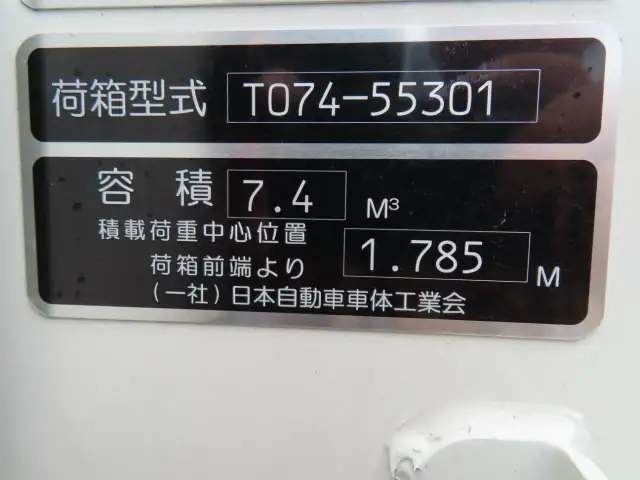 荷箱型式 T074-55301
容積 7.4 M³
積載荷重中心位置
荷箱前端より 1.785 M
(一社)日本自動車車体工業会